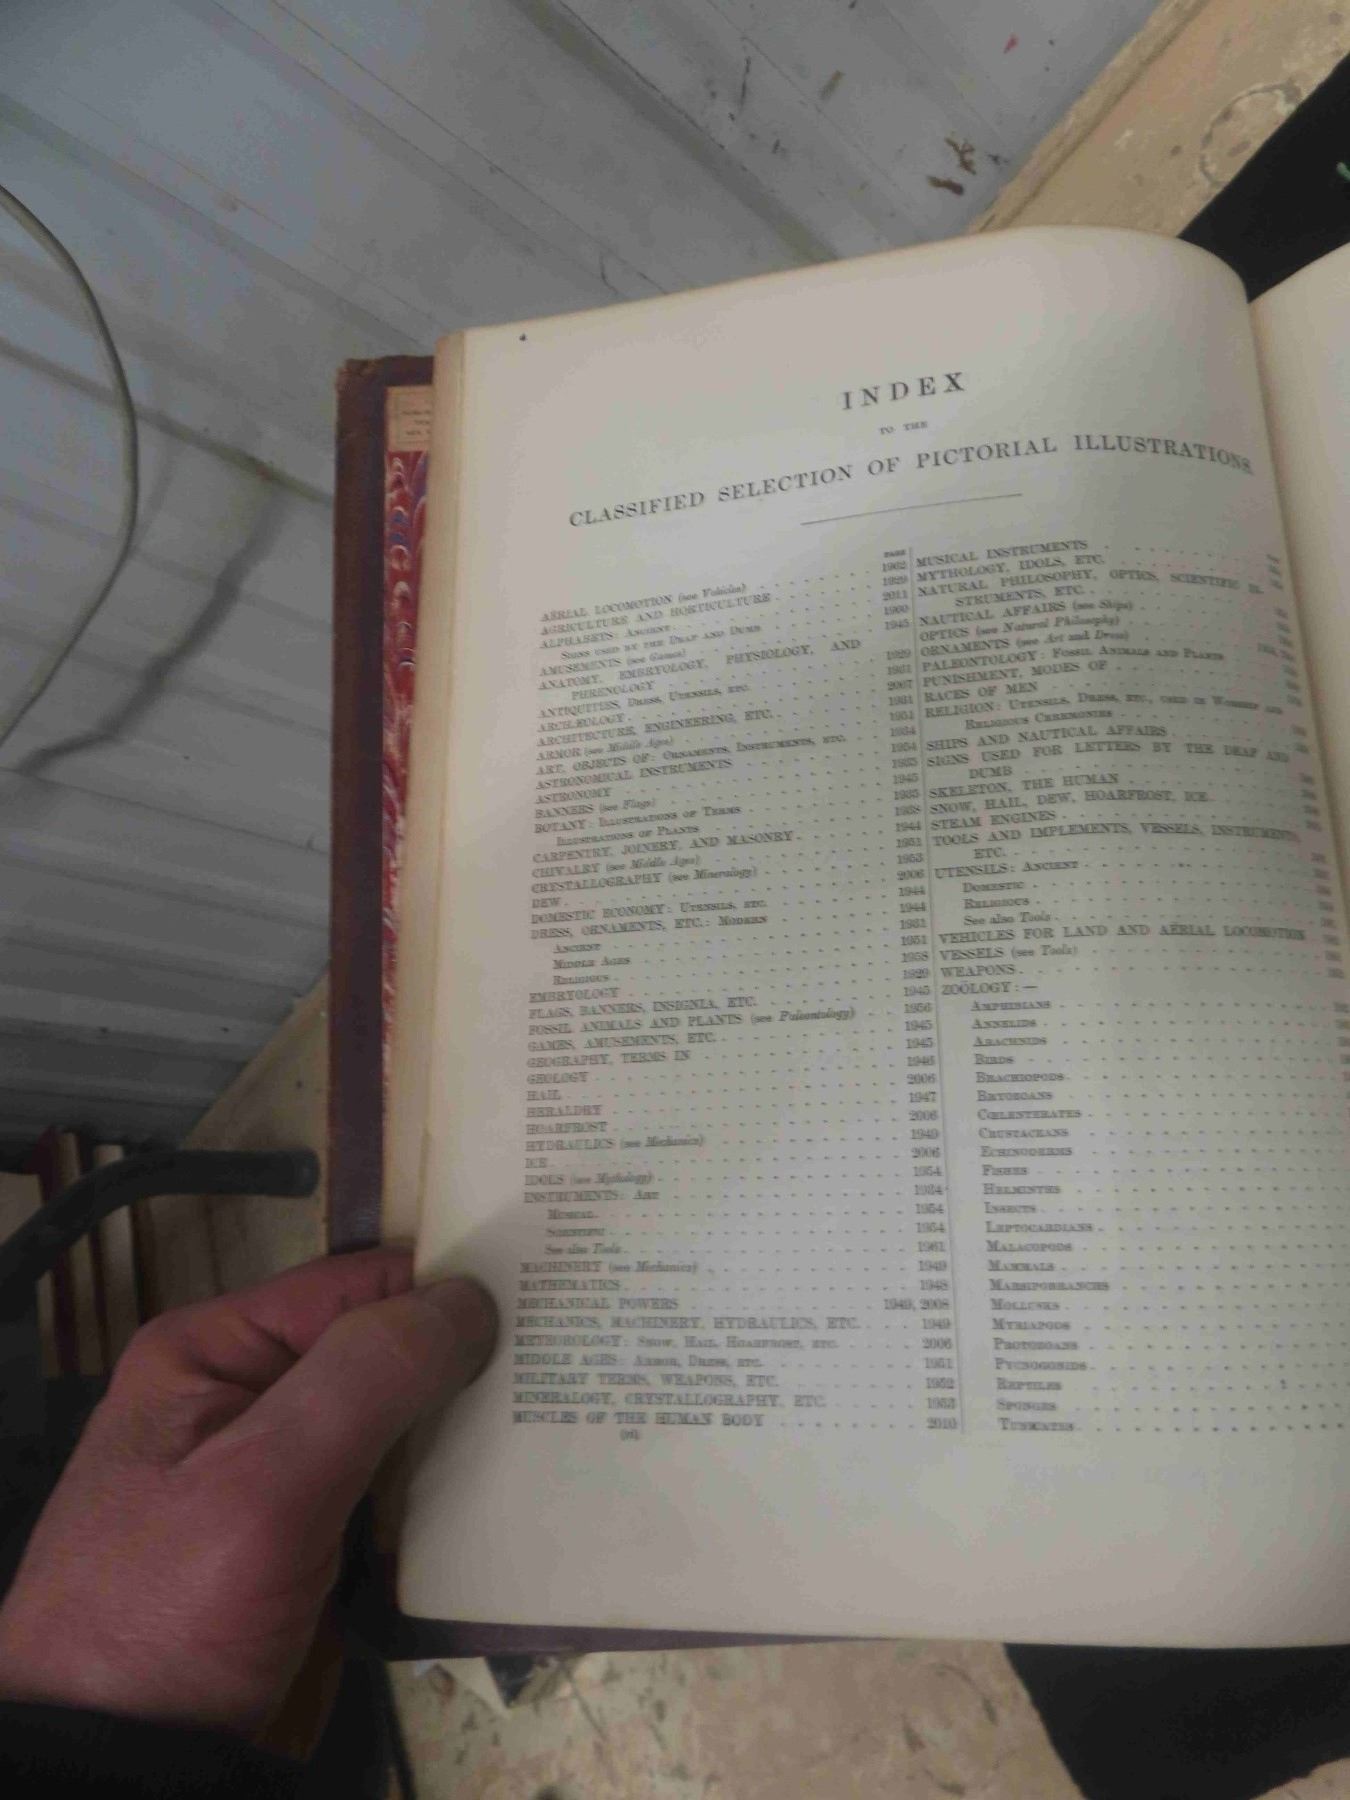 INDEX
TO THE
CLASSIFIED SELECTION OF PICTORIAL ILLUSTRATIONS
PAGE
AËRIAL LOCOMOTION (see Vehicles) 1962
AGRICULTURE AND HORTICULTURE 1929
ALPHABETS: ANCIENT 2011
SIGNS USED BY THE DEAF AND DUMB 1960
AMUSEMENTS (see Games) 1945
ANATOMY, EMBRYOLOGY, PHYSIOLOGY, AND
PHRENOLOGY 1929
ANTIQUITIES, DRESS, UTENSILS, ETC. 1931
ARCHÆOLOGY 2007
ARCHITECTURE, ENGINEERING, ETC. 1931
ARMOR (see Middle Ages) 1951
ART, OBJECTS OF: ORNAMENTS, INSTRUMENTS, ETC. 1934
ASTRONOMICAL INSTRUMENTS 1954
ASTRONOMY 1935
BANNERS (see Flags) 1945
BOTANY: ILLUSTRATIONS OF TERMS 1935
ILLUSTRATIONS OF PLANTS 1938
CARPENTRY, JOINERY, AND MASONRY 1944
CHIVALRY (see Middle Ages) 1951
CRYSTALLOGRAPHY (see Mineralogy) 1953
DEW 2006
DOMESTIC ECONOMY: UTENSILS, ETC. 1944
DRESS, ORNAMENTS, ETC.: MODERN 1944
ANCIENT 1931
MIDDLE AGES 1951
RELIGIOUS 1958
EMBRYOLOGY 1929
FLAGS, BANNERS, INSIGNIA, ETC. 1945
FOSSIL ANIMALS AND PLANTS (see Paleontology) 1956
GAMES, AMUSEMENTS, ETC. 1945
GEOGRAPHY, TERMS IN 1945
GEOLOGY 1946
HAIL 2006
HERALDRY 1947
HOARFROST 2006
HYDRAULICS (see Mechanics) 1949
ICE 2006
IDOLS (see Mythology) 1954
INSTRUMENTS: ART 1934
MUSICAL 1954
SCIENTIFIC 1954
See also Tools 1961
MACHINERY (see Mechanics) 1949
MATHEMATICS 1948
MECHANICAL POWERS 1949, 2008
MECHANICS, MACHINERY, HYDRAULICS, ETC. 1949
METEOROLOGY: SNOW, HAIL, HOARFROST, ETC. 2006
MIDDLE AGES: ARMOR, DRESS, ETC. 1951
MILITARY TERMS, WEAPONS, ETC. 1952
MINERALOGY, CRYSTALLOGRAPHY, ETC. 1953
MUSCLES OF THE HUMAN BODY 2010
MUSICAL INSTRUMENTS
MYTHOLOGY, IDOLS, ETC.
NATURAL PHILOSOPHY, OPTICS, SCIENTIFIC IN-
STRUMENTS, ETC.
NAUTICAL AFFAIRS (see Ships)
OPTICS (see Natural Philosophy)
ORNAMENTS (see Art and Dress)
PALEONTOLOGY: FOSSIL ANIMALS AND PLANTS
PUNISHMENT, MODES OF
RACES OF MEN
RELIGION: UTENSILS, DRESS, ETC., USED IN WORSHIP AND
RELIGIOUS CEREMONIES
SHIPS AND NAUTICAL AFFAIRS
SIGNS USED FOR LETTERS BY THE DEAF AND
DUMB
SKELETON, THE HUMAN
SNOW, HAIL, DEW, HOARFROST, ICE
STEAM ENGINES
TOOLS AND IMPLEMENTS, VESSELS, INSTRUMENTS,
ETC.
UTENSILS: ANCIENT
DOMESTIC
RELIGIOUS
See also Tools
VEHICLES FOR LAND AND AËRIAL LOCOMOTION
VESSELS (see Tools)
WEAPONS
ZOÖLOGY:—
AMPHIBIANS
ANNELIDS
ARACHNIDS
BIRDS
BRACHIOPODS
BRYOZOANS
CŒLENTERATES
CRUSTACEANS
ECHINODERMS
FISHES
HELMINTHS
INSECTS
LEPTOCARDIANS
MALACOPODS
MAMMALS
MARSIPOBRANCHS
MOLLUSKS
MYRIAPODS
PROTOZOANS
PYCNOGONIDS
REPTILES
SPONGES
TUNICATES